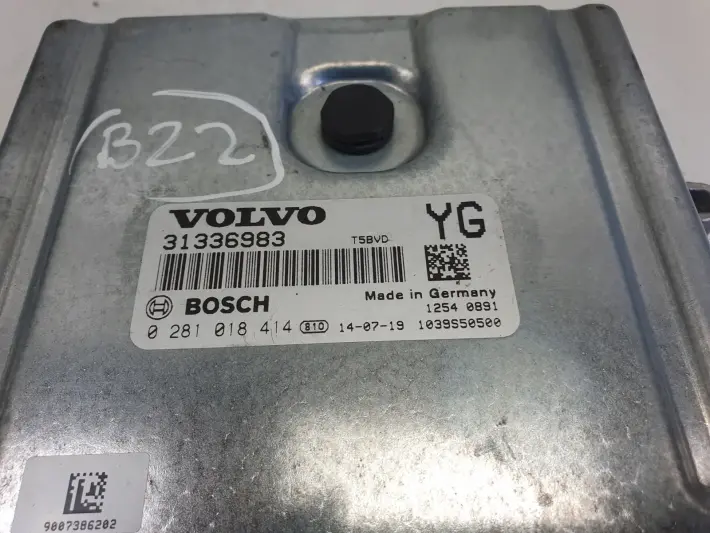 B22
VOLVO
YG
31336983 T5BVD
BOSCH
Made in Germany
1254 0891
0 281 018 414 810 14-07-19 1039S50500
9007386202